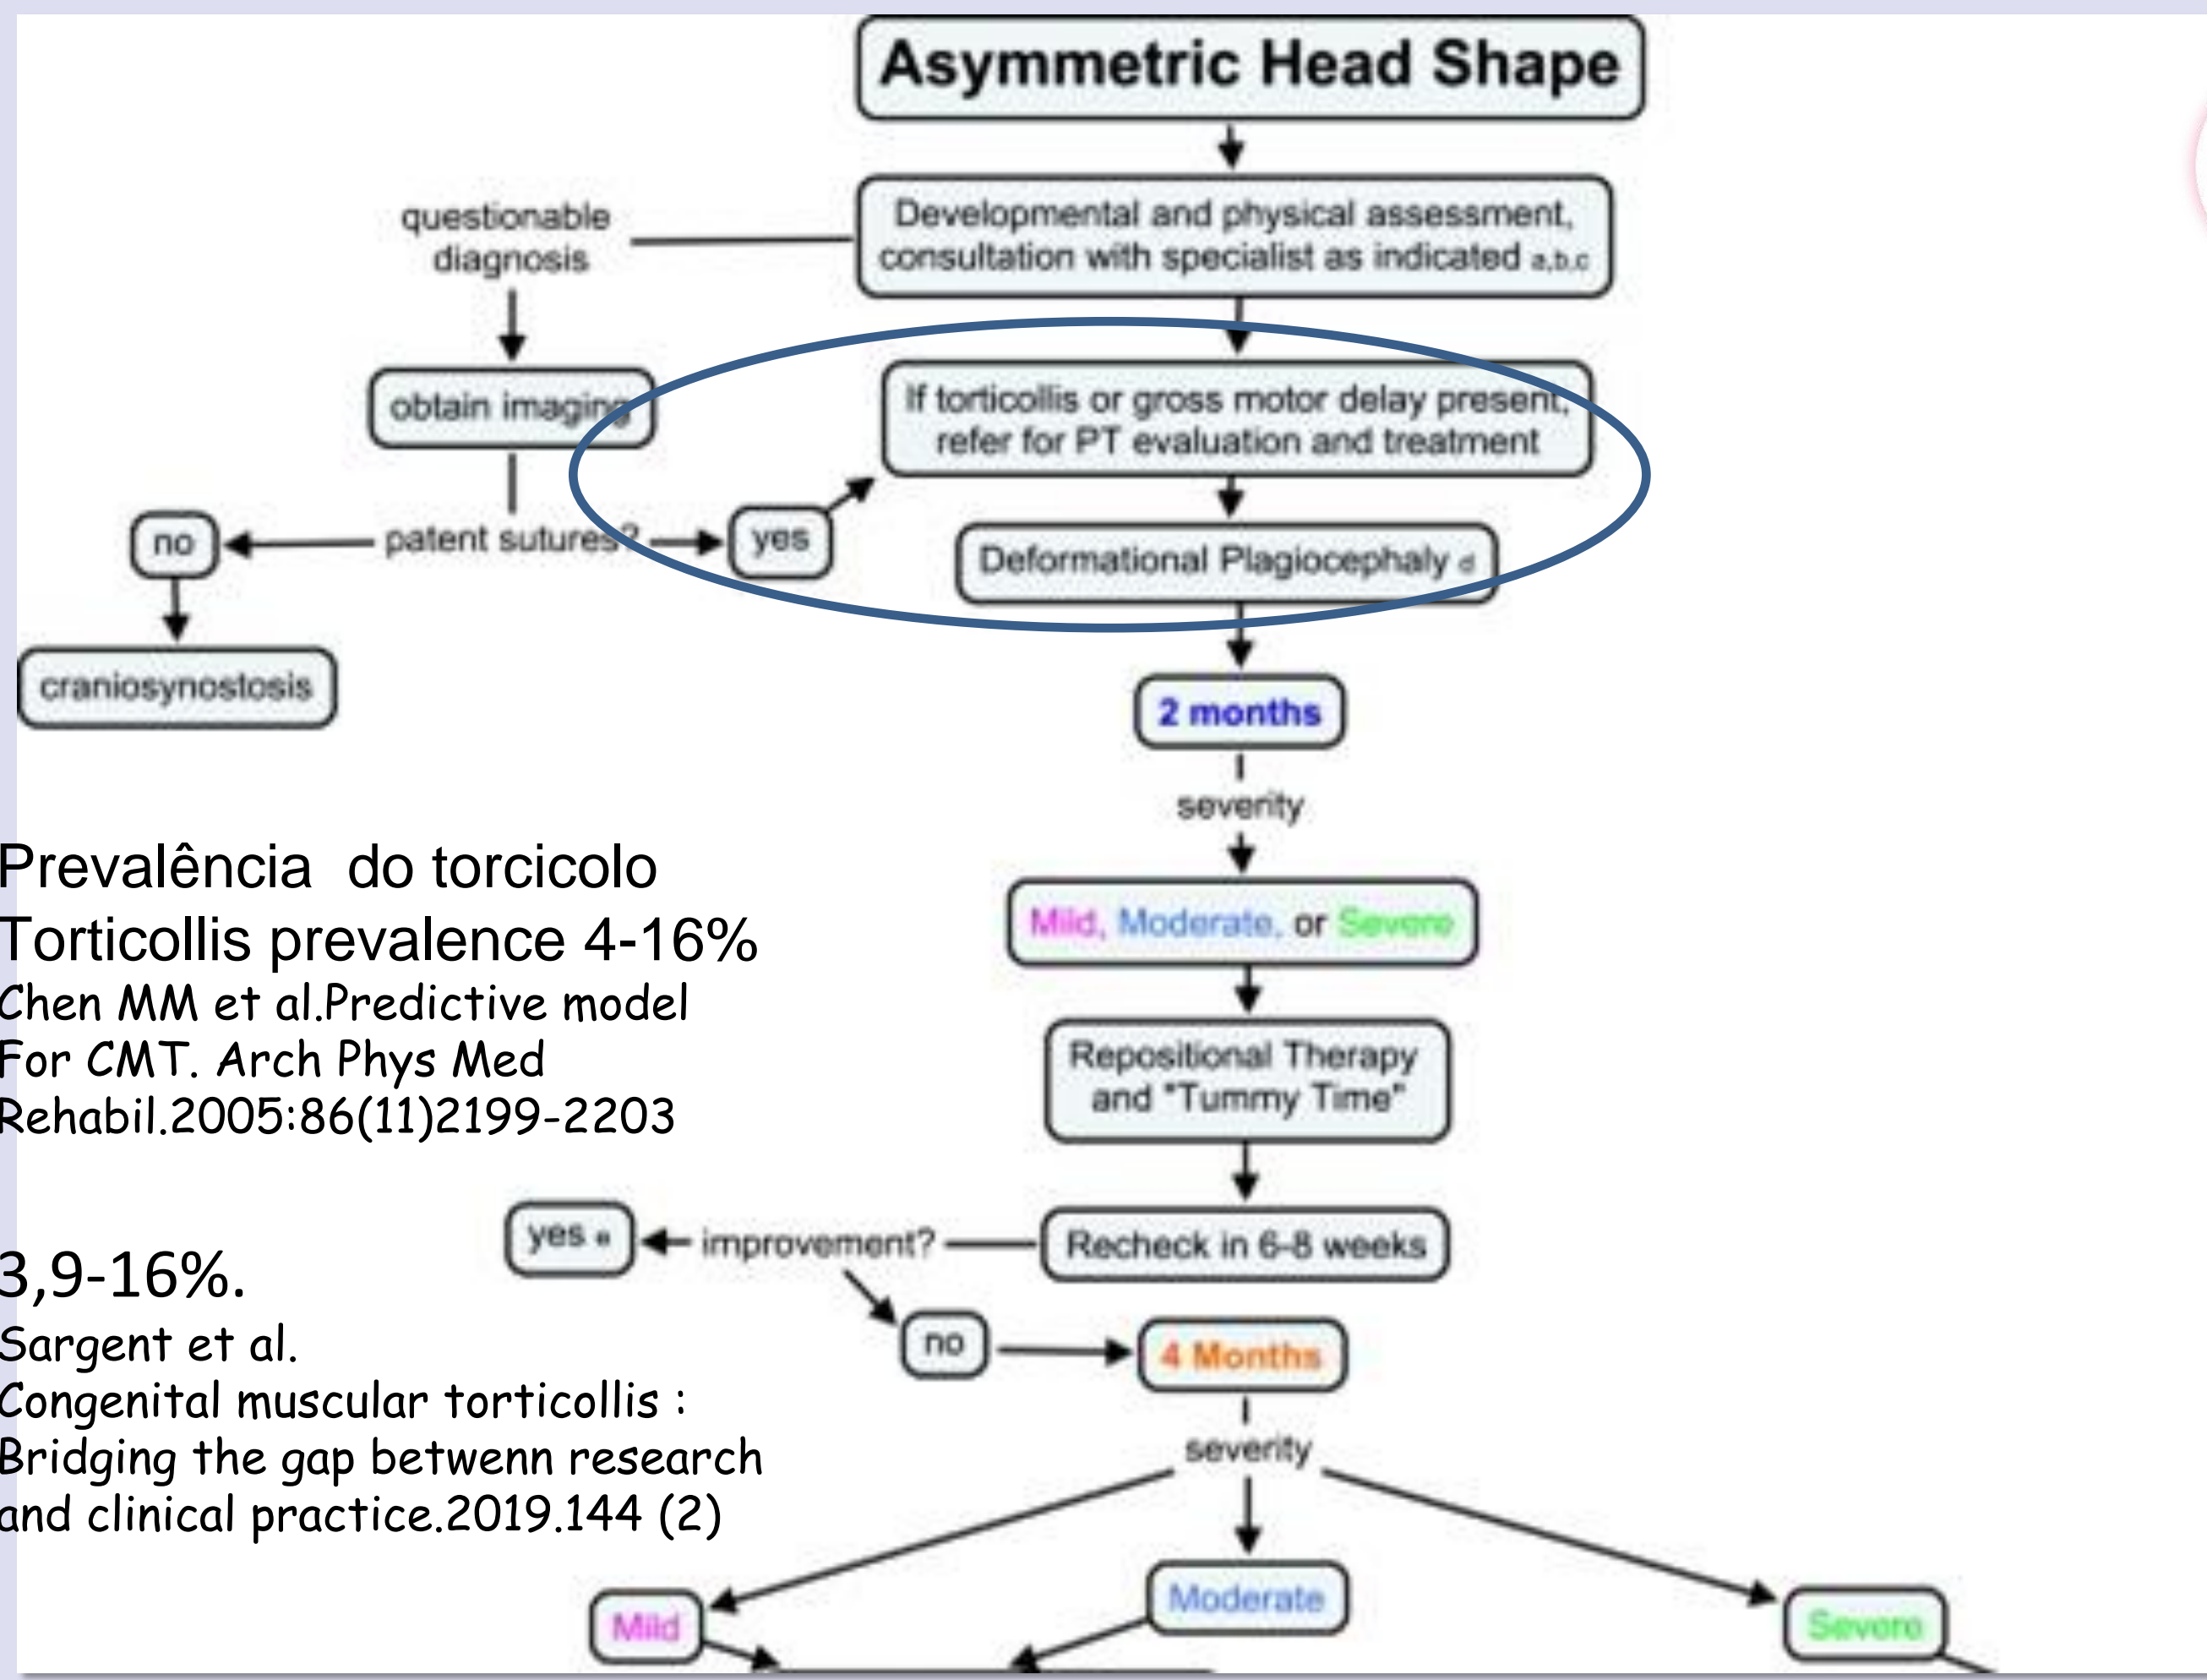 Asymmetric Head Shape
questionable
diagnosis
Developmental and physical assessment,
consultation with specialist as indicated a,b,c
obtain imaging
If torticollis or gross motor delay present,
refer for PT evaluation and treatment
no
patent sutures?
yes
Deformational Plagiocephaly d
craniosynostosis
2 months
severity
Mild, Moderate, or Severe
Prevalência do torcicolo
Torticollis prevalence 4-16%
Chen MM et al.Predictive model
For CMT. Arch Phys Med
Rehabil.2005:86(11)2199-2203
Repositional Therapy
and "Tummy Time"
yes e
improvement?
Recheck in 6-8 weeks
3,9-16%.
Sargent et al.
Congenital muscular torticollis :
Bridging the gap betwenn research
and clinical practice.2019.144 (2)
no
4 Months
severity
Mild
Moderate
Severe